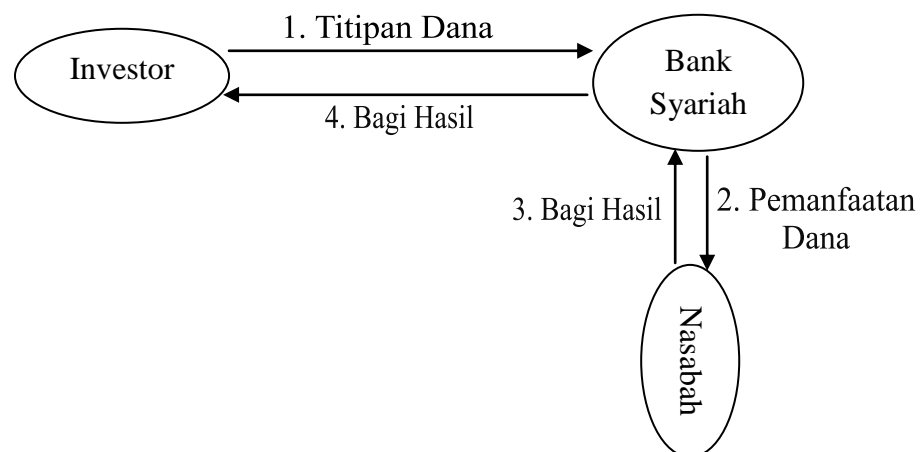 1. Titipan Dana
Investor
Bank
Syariah
4. Bagi Hasil
3. Bagi Hasil
2. Pemanfaatan
Dana
Nasabah